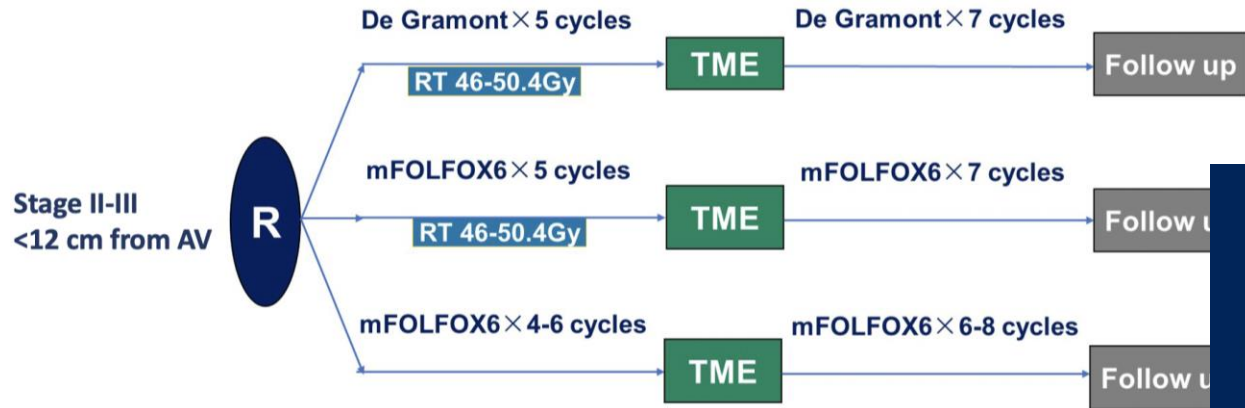 De Gramont×5 cycles
De Gramont×7 cycles
RT 46-50.4Gy
TME
Follow up
Stage II-III
<12 cm from AV
R
mFOLFOX6×5 cycles
mFOLFOX6×7 cycles
RT 46-50.4Gy
TME
Follow
mFOLFOX6×4-6 cycles
mFOLFOX6×6-8 cycles
TME
Follow